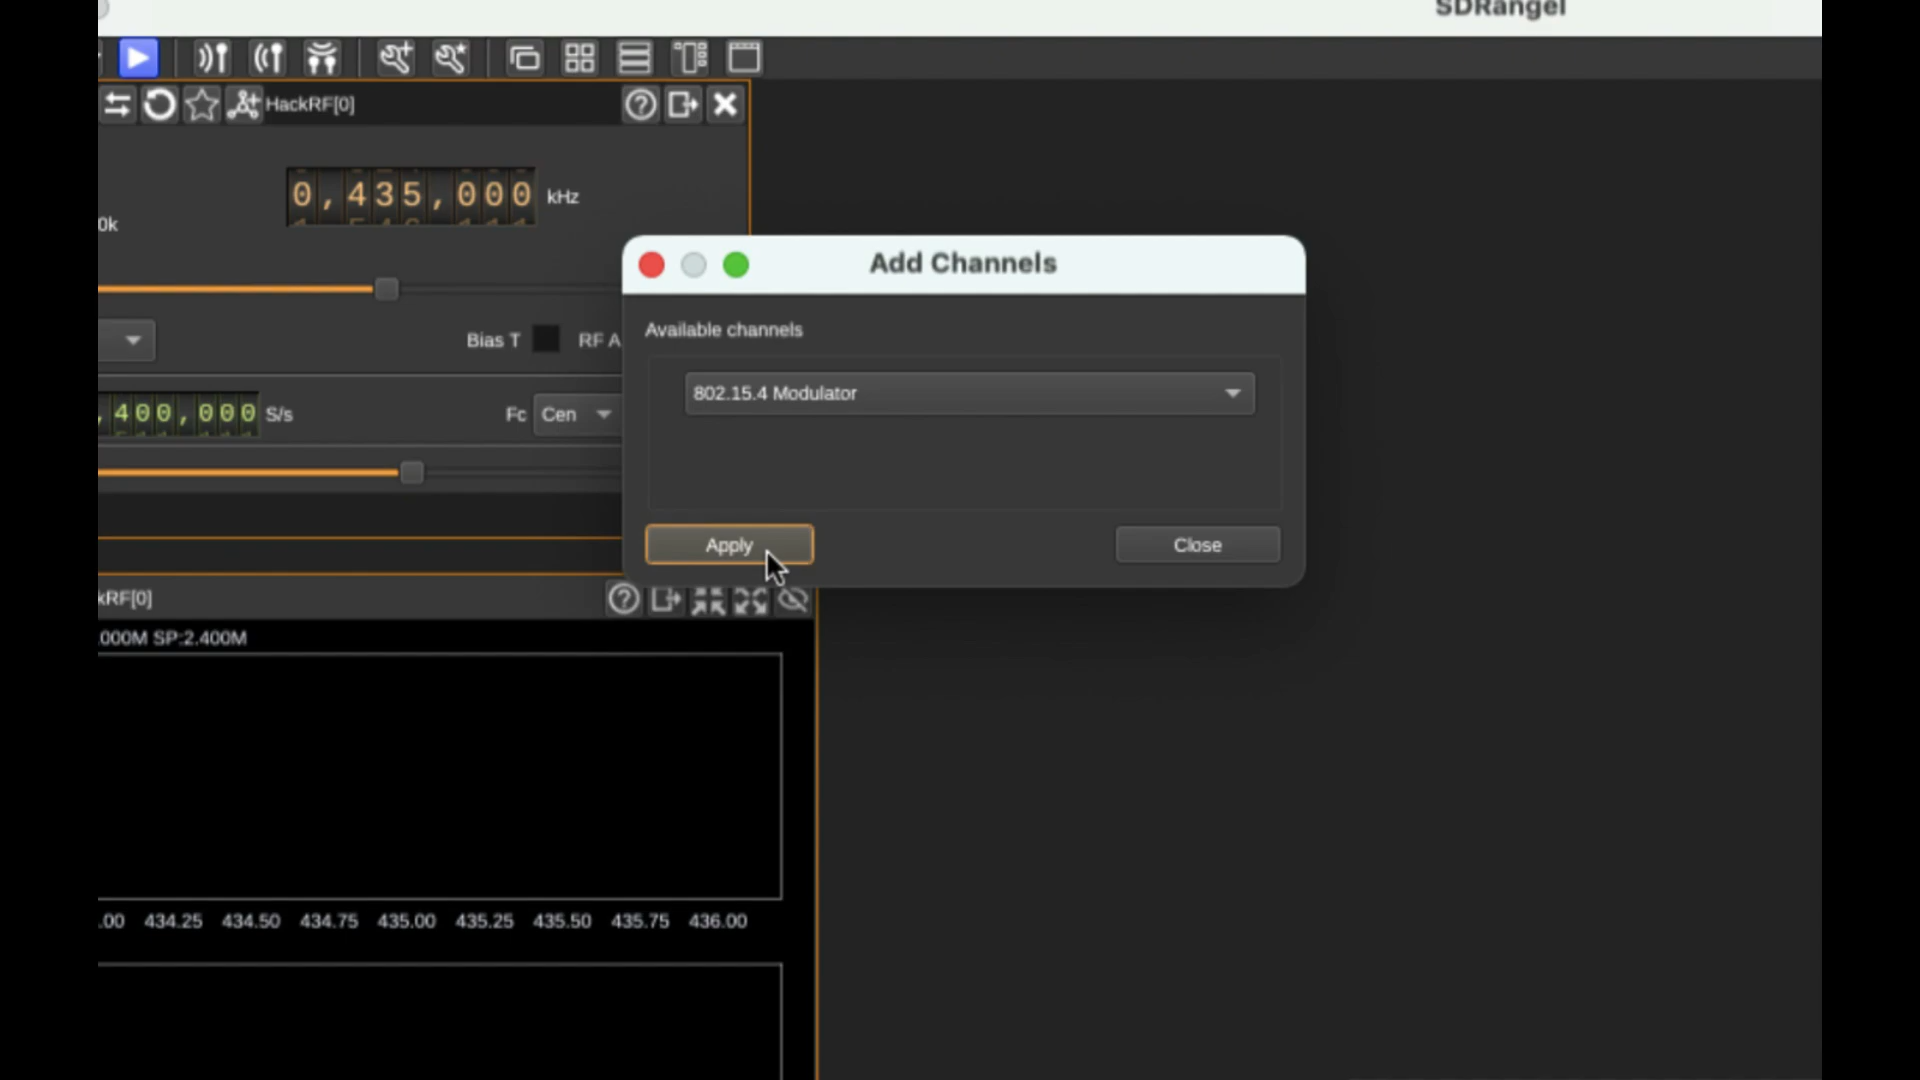 SDRangel
HackRF[0]
0,435,000 kHz
0k
Add Channels
Available channels
Bias T RF A
802.15.4 Modulator
,400,000 S/s Fc Cen
Apply Close
kRF[0]
.000M SP:2.400M
.00 434.25 434.50 434.75 435.00 435.25 435.50 435.75 436.00